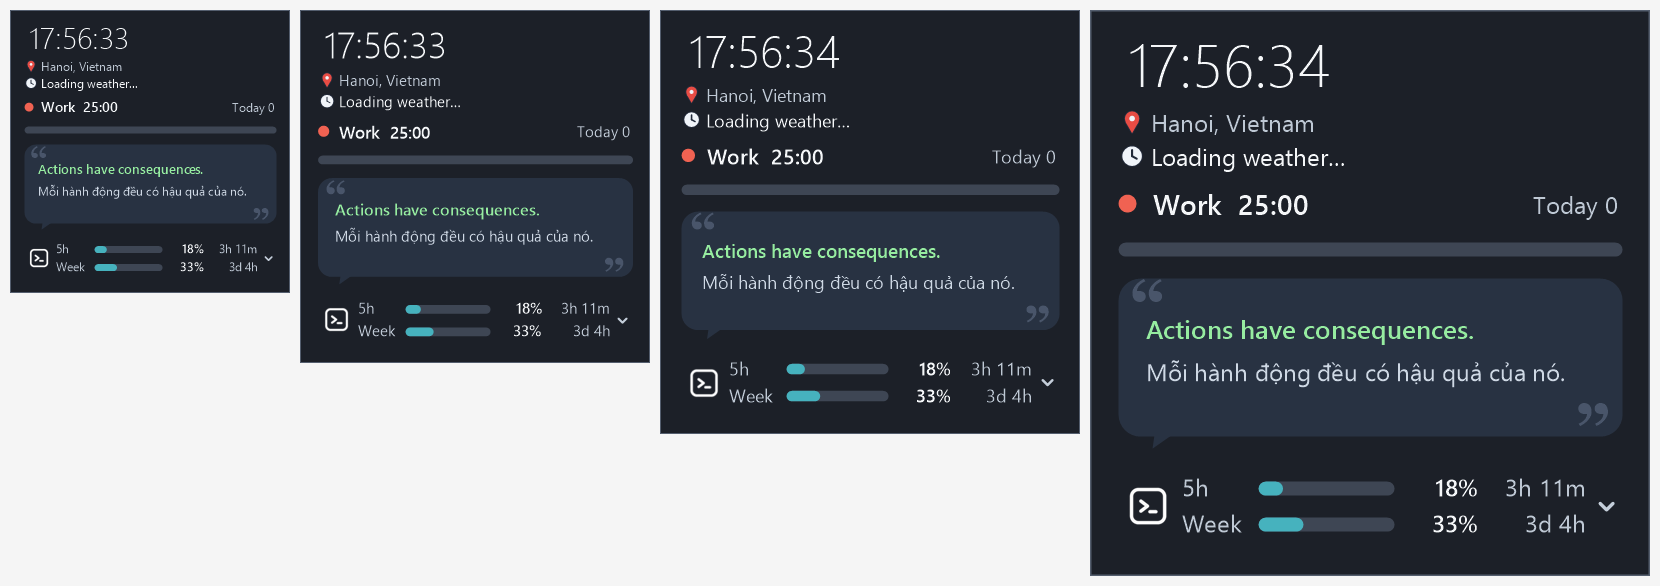 17:56:33
Hanoi, Vietnam
Loading weather...
Work 25:00 Today 0
“
Actions have consequences.
Mỗi hành động đều có hậu quả của nó.
”
5h 18% 3h 11m
Week 33% 3d 4h
17:56:33
Hanoi, Vietnam
Loading weather...
Work 25:00 Today 0
“
Actions have consequences.
Mỗi hành động đều có hậu quả của nó.
”
5h 18% 3h 11m
Week 33% 3d 4h
17:56:34
Hanoi, Vietnam
Loading weather...
Work 25:00 Today 0
“
Actions have consequences.
Mỗi hành động đều có hậu quả của nó.
”
5h 18% 3h 11m
Week 33% 3d 4h
17:56:34
Hanoi, Vietnam
Loading weather...
Work 25:00 Today 0
“
Actions have consequences.
Mỗi hành động đều có hậu quả của nó.
”
5h 18% 3h 11m
Week 33% 3d 4h